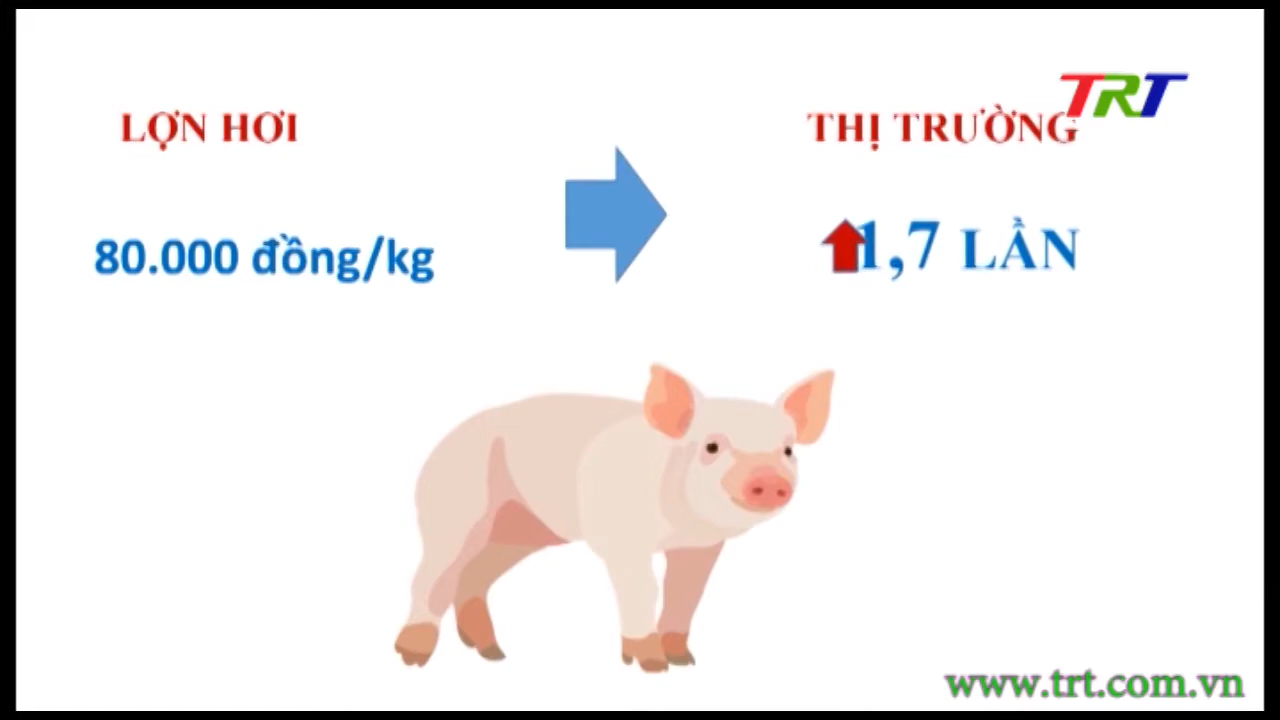 TRT
LỢN HƠI
THỊ TRƯỜNG
80.000 đồng/kg
1,7 LẦN
www.trt.com.vn